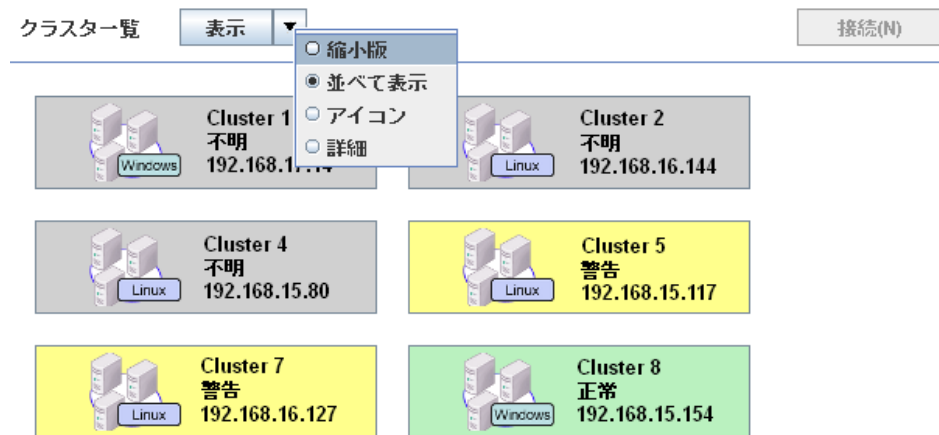 クラスター一覧 表示 ▼ 接続(N)
縮小版
並べて表示
アイコン
詳細
Cluster 1
不明
Windows
Cluster 2
不明
Linux
192.168.16.144
Cluster 4
不明
Linux
192.168.15.80
Cluster 5
警告
Linux
192.168.15.117
Cluster 7
警告
Linux
192.168.16.127
Cluster 8
正常
Windows
192.168.15.154